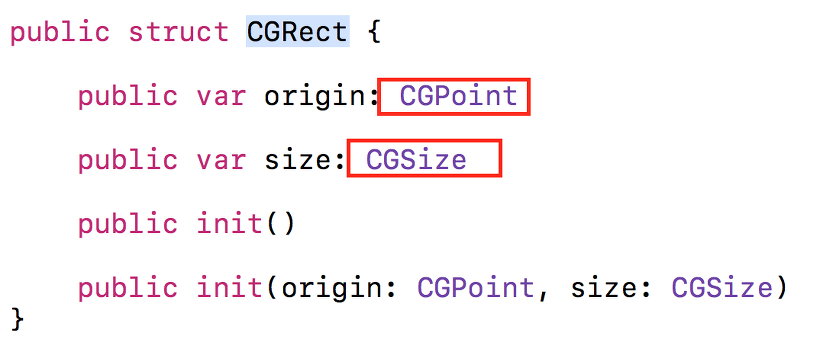 public struct CGRect {
public var origin: CGPoint
public var size: CGSize
public init()
public init(origin: CGPoint, size: CGSize)
}